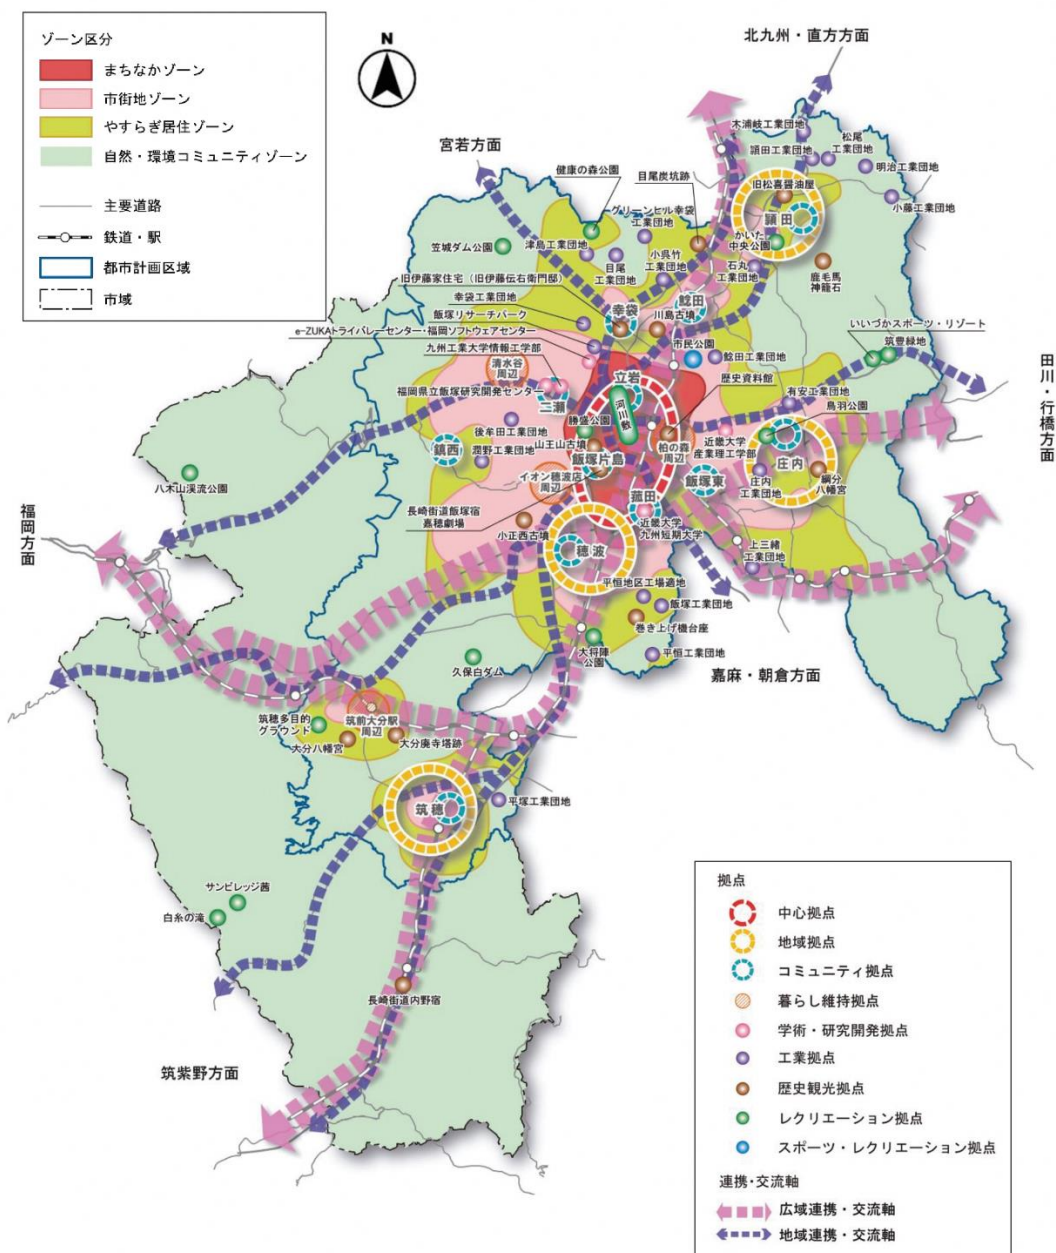 ゾーン区分
まちなかゾーン
市街地ゾーン
やすらぎ居住ゾーン
自然・環境コミュニティゾーン
主要道路
鉄道・駅
都市計画区域
市域
N
北九州・直方方面
宮若方面
木浦岐工業団地
松尾
工業団地
頴田工業団地
明治工業団地
小藤工業団地
旧松喜醤油屋
頴田
かいた
中央公園
石丸
工業団地
鹿毛馬
神籠石
健康の森公園
目尾炭坑跡
グリーンヒル幸袋
工業団地
笠城ダム公園
津島工業団地
目尾
工業団地
小呉竹
工業団地
旧伊藤家住宅（旧伊藤伝右衛門邸）
幸袋工業団地
飯塚リサーチパーク
e-ZUKAトライバレーセンター・福岡ソフトウェアセンター
九州工業大学情報工学部
福岡県立飯塚研究開発センター
幸袋
川島古墳
鯰田
市民公園
鯰田工業団地
いいづかスポーツ・リゾート
筑豊緑地
田川・行橋方面
清水谷
周辺
二瀬
立岩
河川敷
歴史資料館
有安工業団地
鳥羽公園
勝盛公園
後牟田工業団地
山王山古墳
柏の森
周辺
近畿大学
産業理工学部
庄内
庄内
工業団地
綱分
八幡宮
鎮西
潤野工業団地
飯塚片島
飯塚東
八木山渓流公園
イオン穂波店
周辺
菰田
長崎街道飯塚宿
嘉穂劇場
近畿大学
九州短期大学
福岡方面
小正西古墳
穂波
上三緒
工業団地
平恒地区工場適地
飯塚工業団地
巻き上げ機台座
大将陣
公園
平恒工業団地
嘉麻・朝倉方面
久保白ダム
筑穂多目的
グラウンド
筑前大分駅
周辺
大分八幡宮
大分廃寺塔跡
筑穂
平塚工業団地
サンビレッジ茜
白糸の滝
長崎街道内野宿
筑紫野方面
拠点
中心拠点
地域拠点
コミュニティ拠点
暮らし維持拠点
学術・研究開発拠点
工業拠点
歴史観光拠点
レクリエーション拠点
スポーツ・レクリエーション拠点
連携・交流軸
広域連携・交流軸
地域連携・交流軸